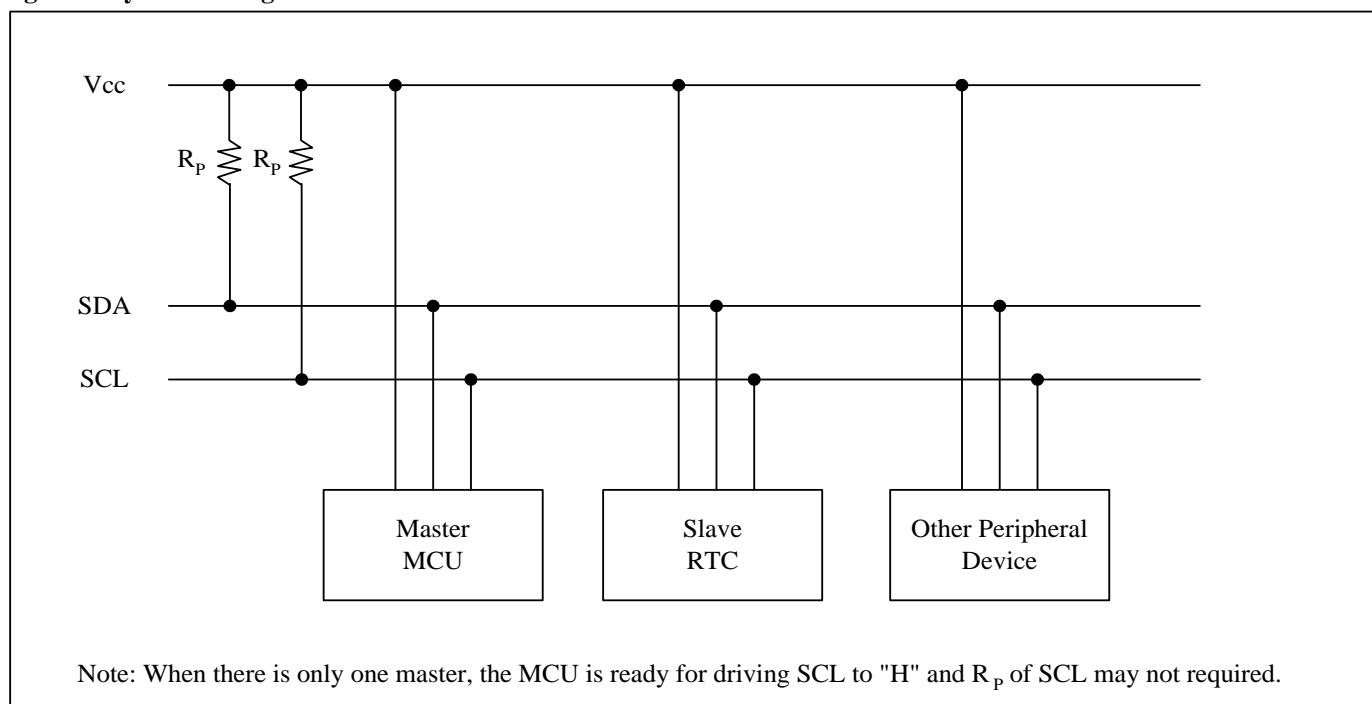 Vcc
R_P R_P
SDA
SCL
Master
MCU
Slave
RTC
Other Peripheral
Device
Note: When there is only one master, the MCU is ready for driving SCL to "H" and R_P of SCL may not required.